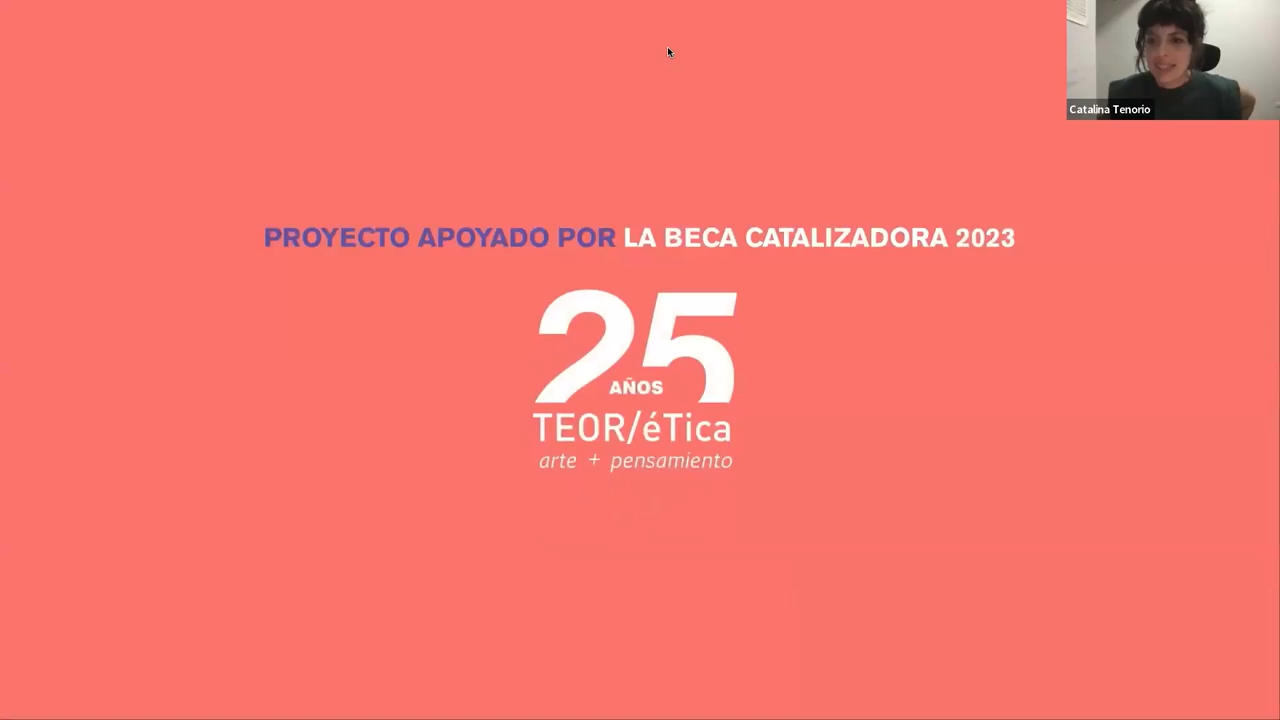 Catalina Tenorio
PROYECTO APOYADO POR LA BECA CATALIZADORA 2023
25
AÑOS
TEOR/éTica
arte + pensamiento